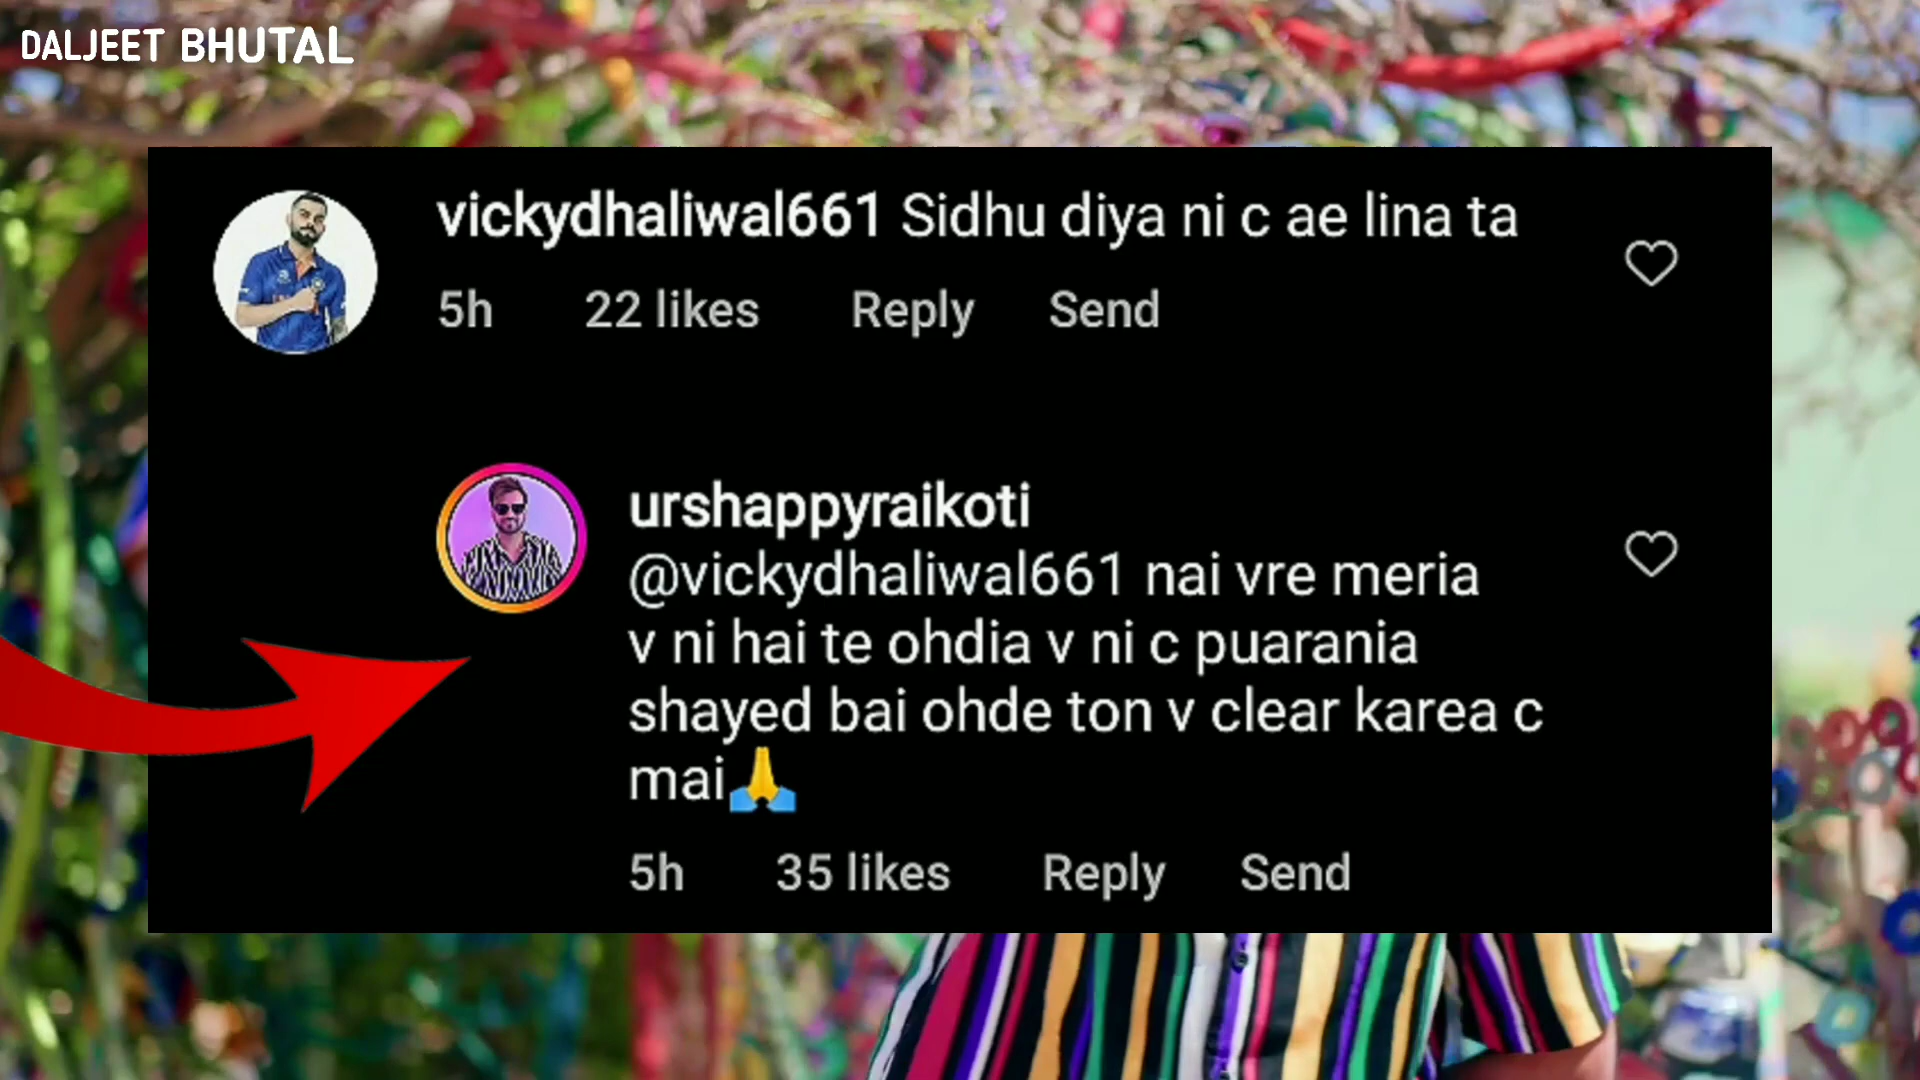 DALJEET BHUTAL
vickydhaliwal661 Sidhu diya ni c ae lina ta
5h 22 likes Reply Send
urshappyraikoti
@vickydhaliwal661 nai vre meria
v ni hai te ohdia v ni c puarania
shayed bai ohde ton v clear karea c
mai🙏
5h 35 likes Reply Send